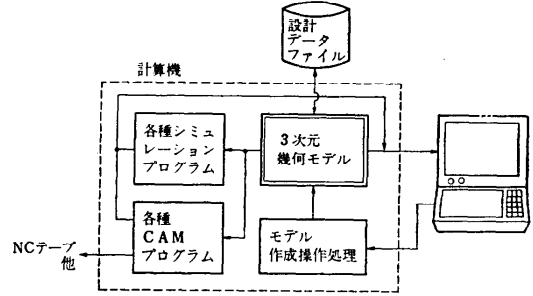 設計
データ
ファイル
計算機
各種シミュ
レーション
プログラム
3次元
幾何モデル
各種
CAM
プログラム
モデル
作成操作処理
NCテープ
他